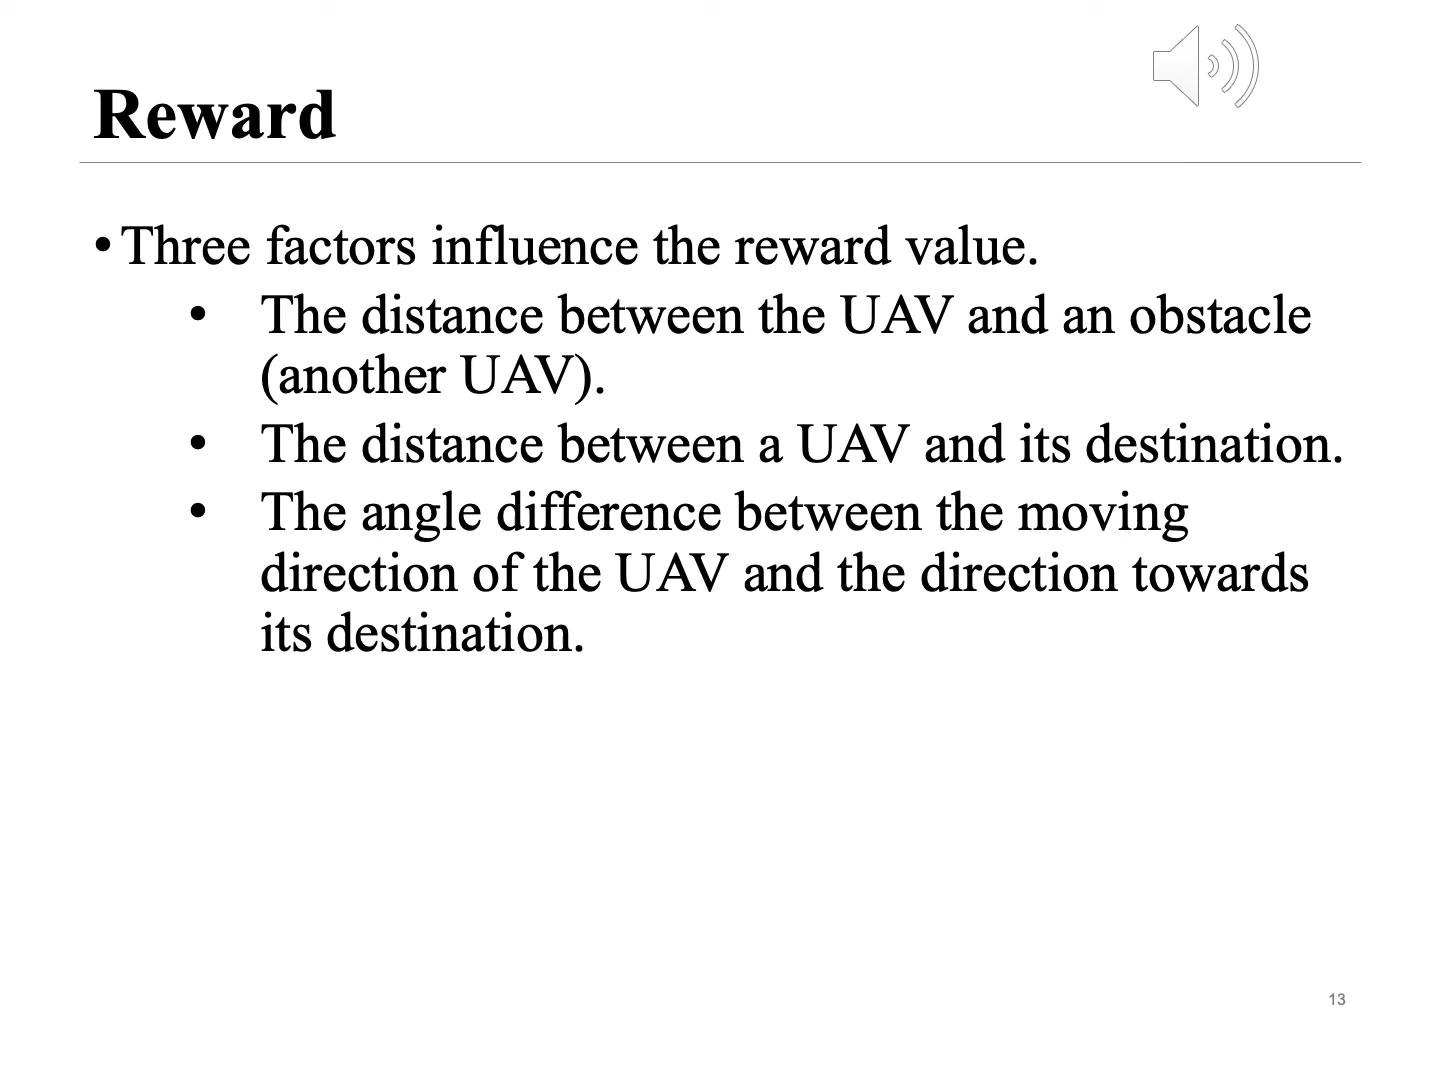 Reward
• Three factors influence the reward value.
• The distance between the UAV and an obstacle
(another UAV).
• The distance between a UAV and its destination.
• The angle difference between the moving
direction of the UAV and the direction towards
its destination.
13